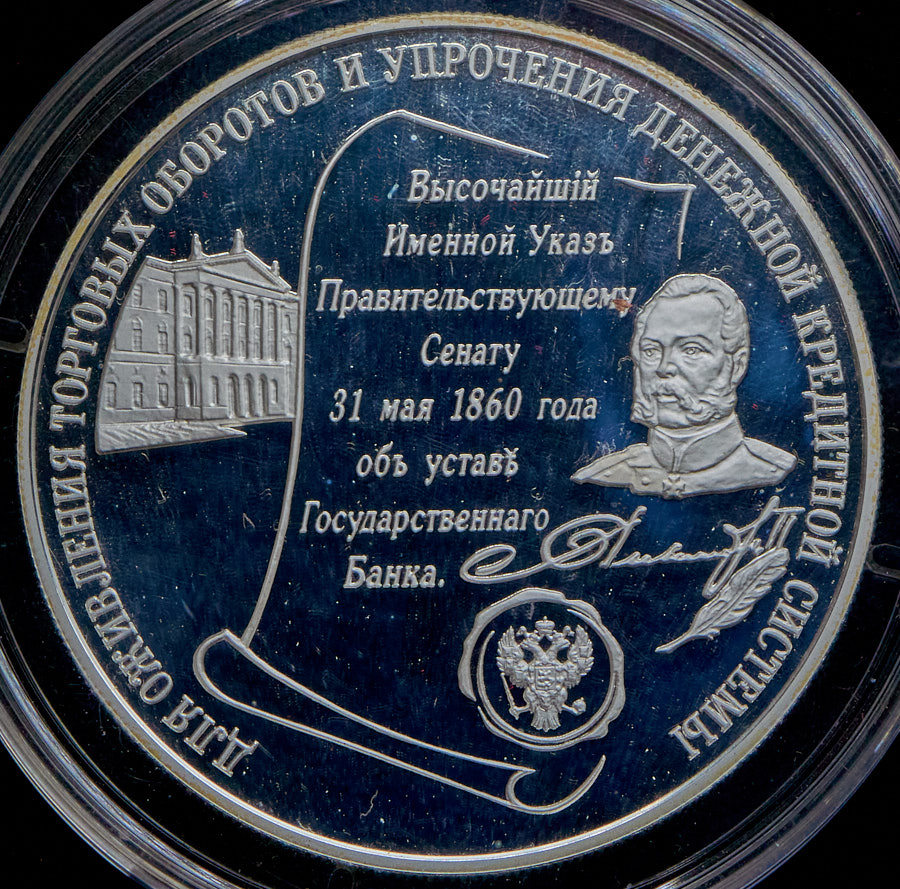 ДЛЯ ОЖИВЛЕНИЯ ТОРГОВЫХ ОБОРОТОВ И УПРОЧЕНИЯ ДЕНЕЖНОЙ КРЕДИТНОЙ СИСТЕМЫ
Высочайшій
Именной Указъ
Правительствующему
Сенату
31 мая 1860 года
объ уставѣ
Государственнаго
Банка.